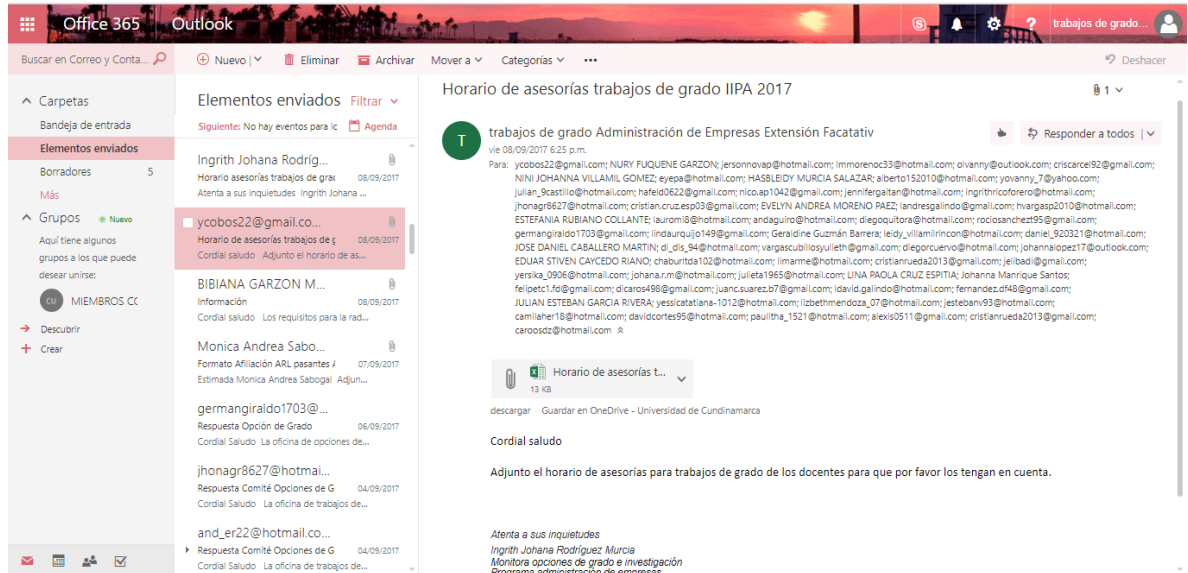 Office 365
Outlook
trabajos de grado...
Buscar en Correo y Conta...
Nuevo
Eliminar
Archivar
Mover a
Categorías
Deshacer
Carpetas
Bandeja de entrada
Elementos enviados
Borradores 5
Más
Grupos
Nuevo
Aquí tiene algunos
grupos a los que puede
desear unirse:
CU MIEMBROS CC
Descubrir
Crear
Elementos enviados Filtrar
Siguiente: No hay eventos para lc Agenda
Ingrith Johana Rodríg...
Horario asesorías trabajos de grac 08/09/2017
Atenta a sus inquietudes Ingrith Johana ...
ycobos22@gmail.co...
Horario de asesorías trabajos de g 08/09/2017
Cordial saludo Adjunto el horario de as...
BIBIANA GARZON M...
Información 08/09/2017
Cordial saludo Los requisitos para la rad...
Monica Andrea Sabo...
Formato Afiliación ARL pasantes A 07/09/2017
Estimada Monica Andrea Sabogal Adjun...
germangiraldo1703@...
Respuesta Opción de Grado 06/09/2017
Cordial Saludo La oficina de opciones de...
jhonagr8627@hotmai...
Respuesta Comité Opciones de G 04/09/2017
Cordial Saludo La oficina de trabajos de...
and_er22@hotmail.co...
Respuesta Comité Opciones de G 04/09/2017
Cordial Saludo La oficina de trabajos de...
Horario de asesorías trabajos de grado IIPA 2017
1
T
trabajos de grado Administración de Empresas Extensión Facatativ
Responder a todos
vie 08/09/2017 6:25 p.m.
Para: ycobos22@gmail.com; NURY FUQUENE GARZON; jersonnovap@hotmail.com; lmmorenoc33@hotmail.com; olvanny@outlook.com; criscarcel92@gmail.com;
NINI JOHANNA VILLAMIL GOMEZ; eyepa@hotmail.com; HASBLEIDY MURCIA SALAZAR; alberto152010@hotmail.com; yovanny_7@yahoo.com;
julian_9castillo@hotmail.com; hafeid0622@gmail.com; nico.ap1042@gmail.com; jennifergaitan@hotmail.com; ingrithricoforero@hotmail.com;
jhonagr8627@hotmail.com; cristian.cruz.esp03@gmail.com; EVELYN ANDREA MORENO PAEZ; landresgalindo@gmail.com; hvargasp2010@hotmail.com;
ESTEFANIA RUBIANO COLLANTE; lauromi8@hotmail.com; andaguiro@hotmail.com; diegoquitora@hotmail.com; rociosanchezt95@gmail.com;
germangiraldo1703@gmail.com; lindaurquijo149@gmail.com; Geraldine Guzmán Barrera; leidy_villamilrincon@hotmail.com; daniel_920321@hotmail.com;
JOSE DANIEL CABALLERO MARTIN; di_dis_94@hotmail.com; vargascubillosyulieth@gmail.com; diegorcuervo@hotmail.com; johannalopez17@outlook.com;
EDUAR STIVEN CAYCEDO RIANO; chaburitda102@hotmail.com; limarme@hotmail.com; cristianrueda2013@gmail.com; jeilbadi@gmail.com;
yersika_0906@hotmail.com; johana.r.m@hotmail.com; julieta1965@hotmail.com; LINA PAOLA CRUZ ESPITIA; Johanna Manrique Santos;
felipetc1.fd@gmail.com; dicaros498@gmail.com; juanc.suarez.b7@gmail.com; ldavid.galindo@hotmail.com; fernandez.df48@gmail.com;
JULIAN ESTEBAN GARCIA RIVERA; yessicatatiana-1012@hotmail.com; lizbethmendoza_07@hotmail.com; jestebanv93@hotmail.com;
camilaher18@hotmail.com; davidcortes95@hotmail.com; paulitha_1521@hotmail.com; alexis0511@gmail.com; cristianrueda2013@gmail.com;
caroosdz@hotmail.com
Horario de asesorías t...
13 KB
descargar Guardar en OneDrive - Universidad de Cundinamarca
Cordial saludo
Adjunto el horario de asesorías para trabajos de grado de los docentes para que por favor los tengan en cuenta.
Atenta a sus inquietudes
Ingrith Johana Rodríguez Murcia
Monitora opciones de grado e investigación
Programa administración de empresas